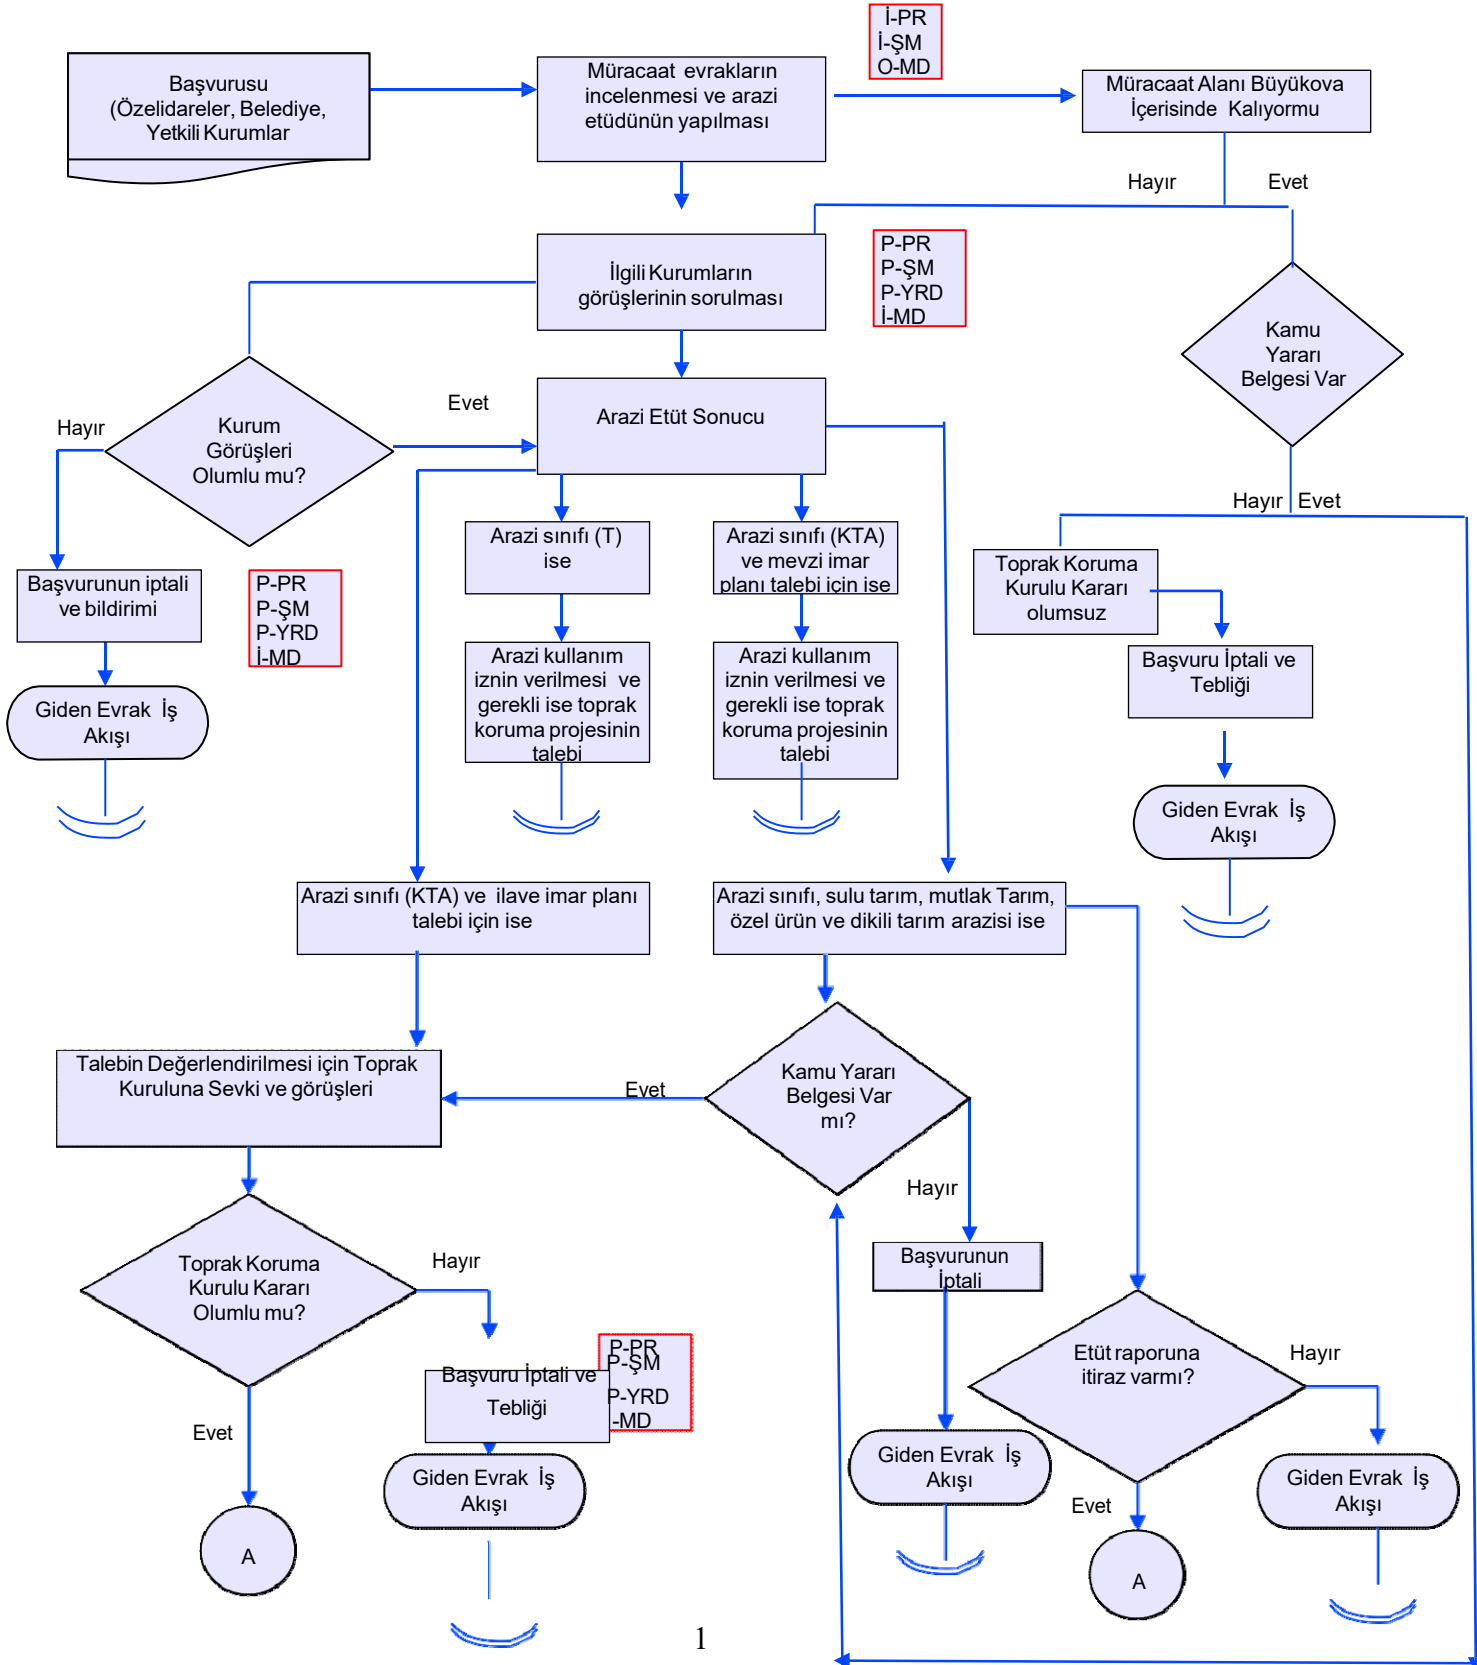 İ-PR
İ-ŞM
O-MD
Başvurusu
(Özelidareler, Belediye,
Yetkili Kurumlar
Müracaat evrakların
incelenmesi ve arazi
etüdünün yapılması
Müracaat Alanı Büyükova
İçerisinde Kalıyormu
Hayır
Evet
P-PR
P-ŞM
P-YRD
İ-MD
İlgili Kurumların
görüşlerinin sorulması
Kamu
Yararı
Belgesi Var
Hayır
Evet
Kurum
Görüşleri
Olumlu mu?
Evet
Arazi Etüt Sonucu
Hayır
Evet
Arazi sınıfı (T)
ise
Arazi sınıfı (KTA)
ve mevzi imar
planı talebi için ise
Toprak Koruma
Kurulu Kararı
olumsuz
Başvurunun iptali
ve bildirimi
P-PR
P-ŞM
P-YRD
İ-MD
Arazi kullanım
iznin verilmesi ve
gerekli ise toprak
koruma projesinin
talebi
Arazi kullanım
iznin verilmesi ve
gerekli ise toprak
koruma projesinin
talebi
Başvuru İptali ve
Tebliği
Giden Evrak İş
Akışı
Giden Evrak İş
Akışı
Arazi sınıfı (KTA) ve ilave imar planı
talebi için ise
Arazi sınıfı, sulu tarım, mutlak Tarım,
özel ürün ve dikili tarım arazisi ise
Talebin Değerlendirilmesi için Toprak
Kuruluna Sevki ve görüşleri
Evet
Kamu Yararı
Belgesi Var
mı?
Hayır
Toprak Koruma
Kurulu Kararı
Olumlu mu?
Hayır
Başvurunun
İptali
P-PR
P-ŞM
P-YRD
-MD
Başvuru İptali ve
Tebliği
Etüt raporuna
itiraz varmı?
Hayır
Evet
Giden Evrak İş
Akışı
Giden Evrak İş
Akışı
Giden Evrak İş
Akışı
Evet
A
A
1